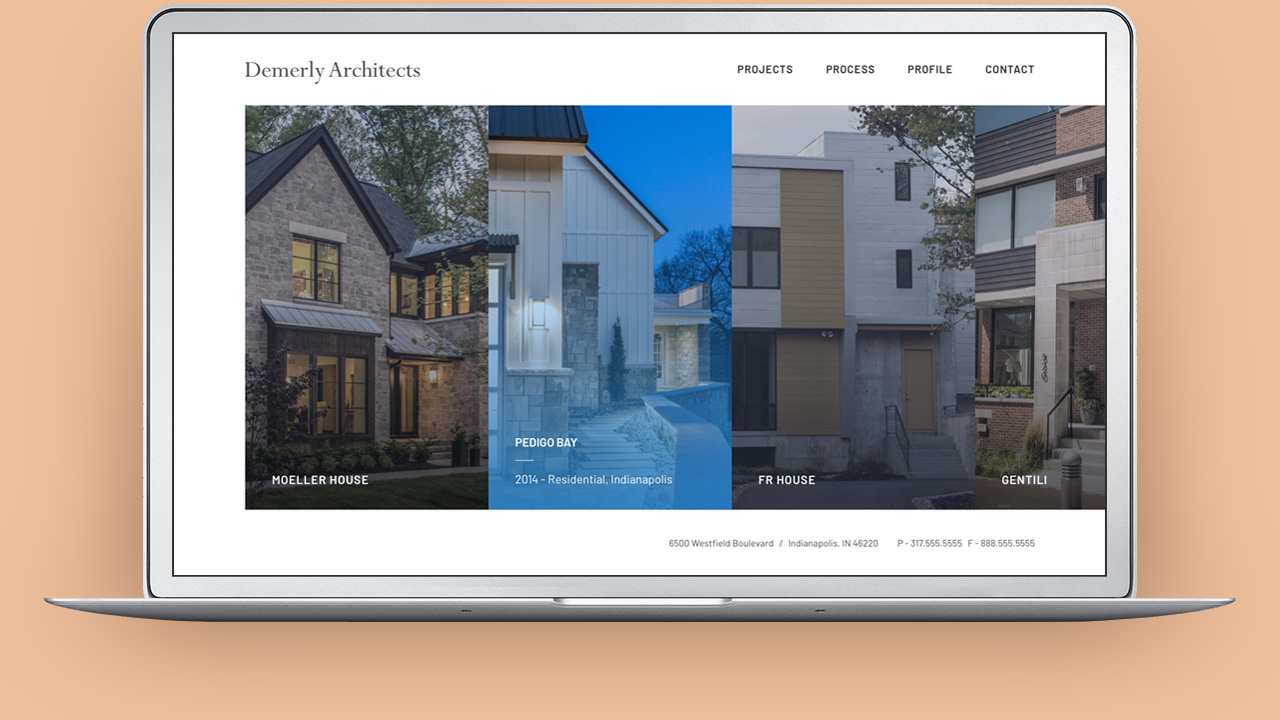 Demerly Architects
PROJECTS PROCESS PROFILE CONTACT
MOELLER HOUSE
PEDIGO BAY
2014 - Residential, Indianapolis
FR HOUSE
GENTILI
6500 Westfield Boulevard / Indianapolis, IN 46220 P - 317.555.5555 F - 888.555.5555